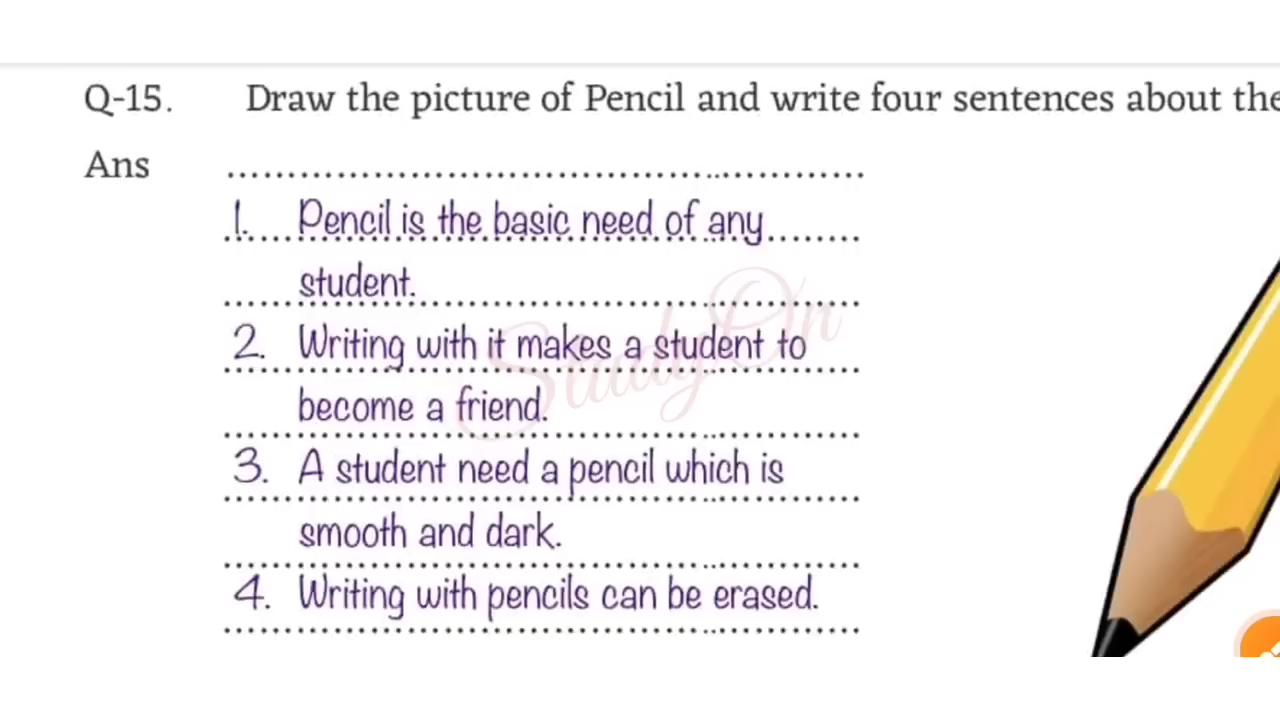 Q-15. Draw the picture of Pencil and write four sentences about the
Ans
1. Pencil is the basic need of any
student.
2. Writing with it makes a student to
become a friend.
3. A student need a pencil which is
smooth and dark.
4. Writing with pencils can be erased.
StudyOn